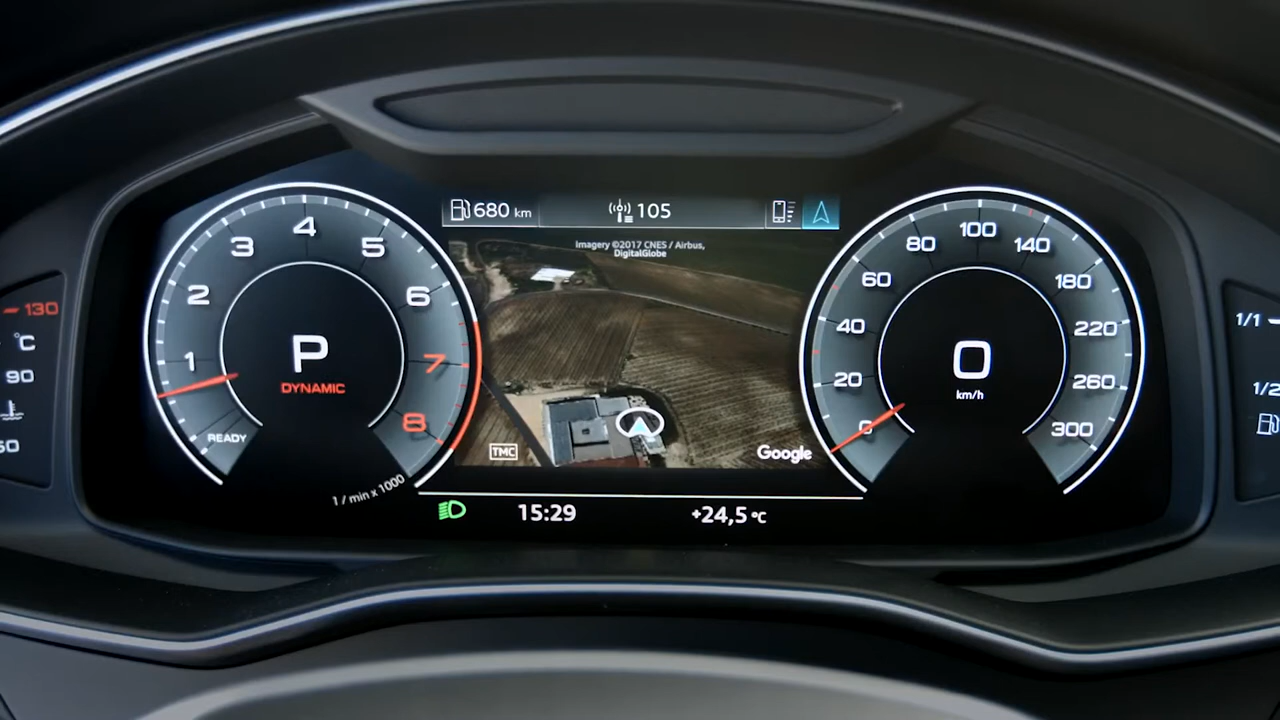 130
°C
90
50
1
2
3
4
5
6
7
8
READY
P
DYNAMIC
1 / min x 1000
680 km
105
Imagery ©2017 CNES / Airbus,
DigitalGlobe
TMC
Google
15:29
+24,5 °C
0
20
40
60
80
100
140
180
220
260
300
0
km/h
1/1
1/2